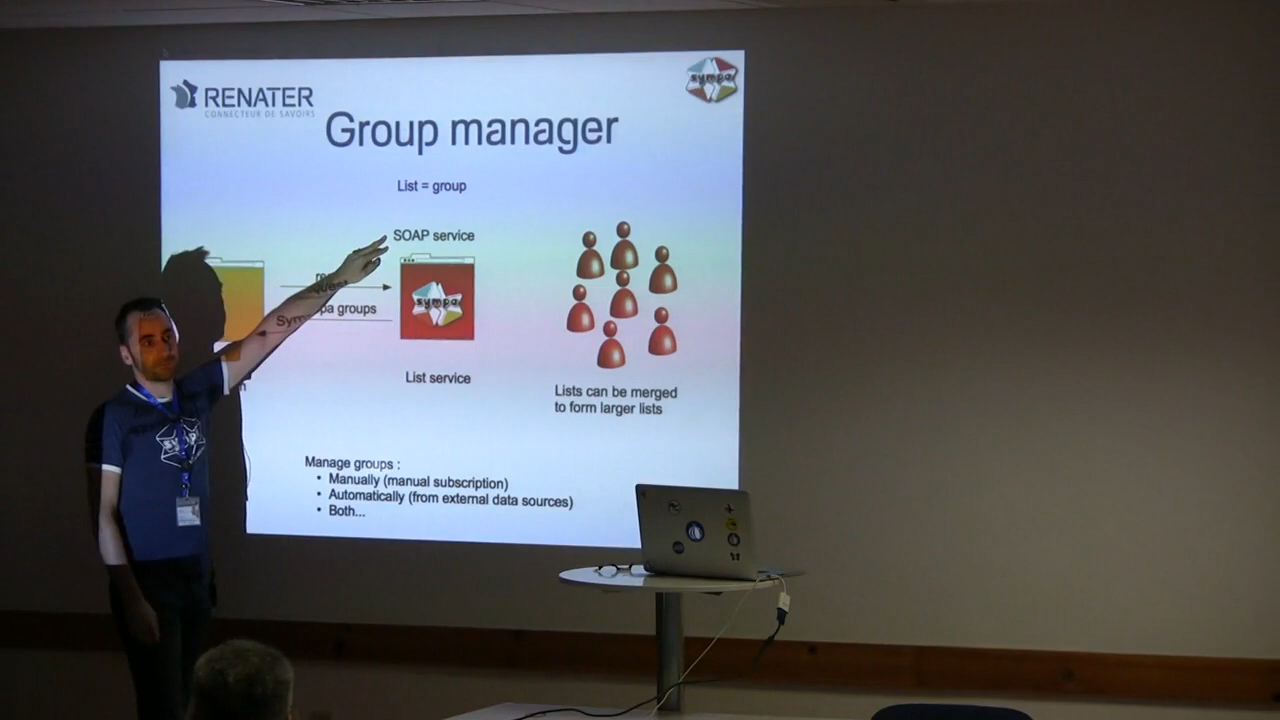 RENATER
CONNECTEUR DE SAVOIRS
sympa
Group manager
List = group
SOAP service
sympa
pa groups
List service
Lists can be merged
to form larger lists
Manage groups :
• Manually (manual subscription)
• Automatically (from external data sources)
• Both...
sympa